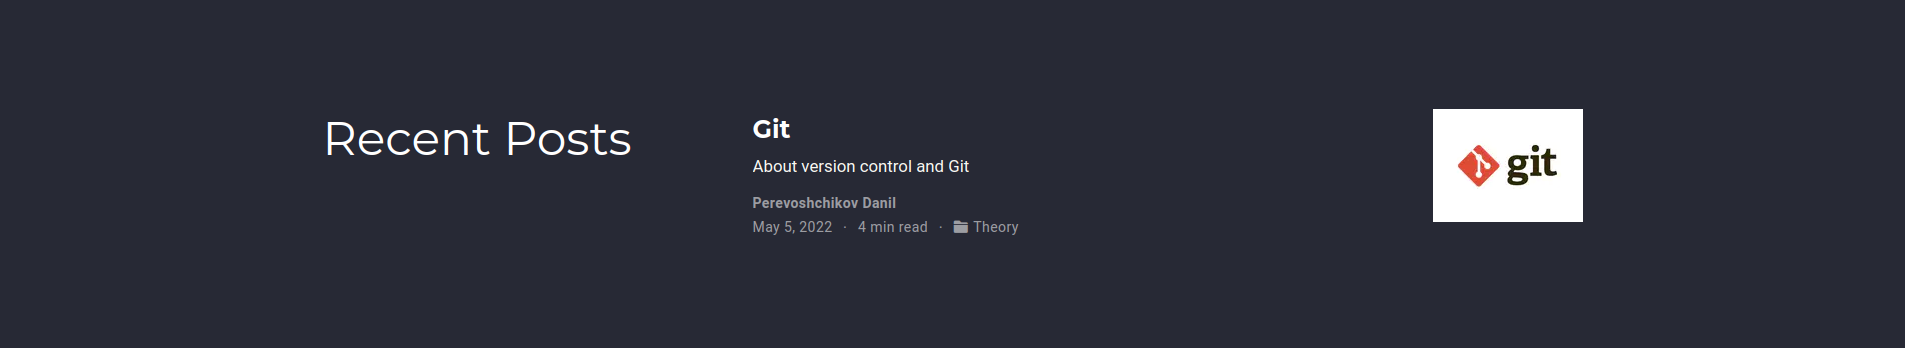 Recent Posts
Git
About version control and Git
Perevoshchikov Danil
May 5, 2022 · 4 min read · Theory
git